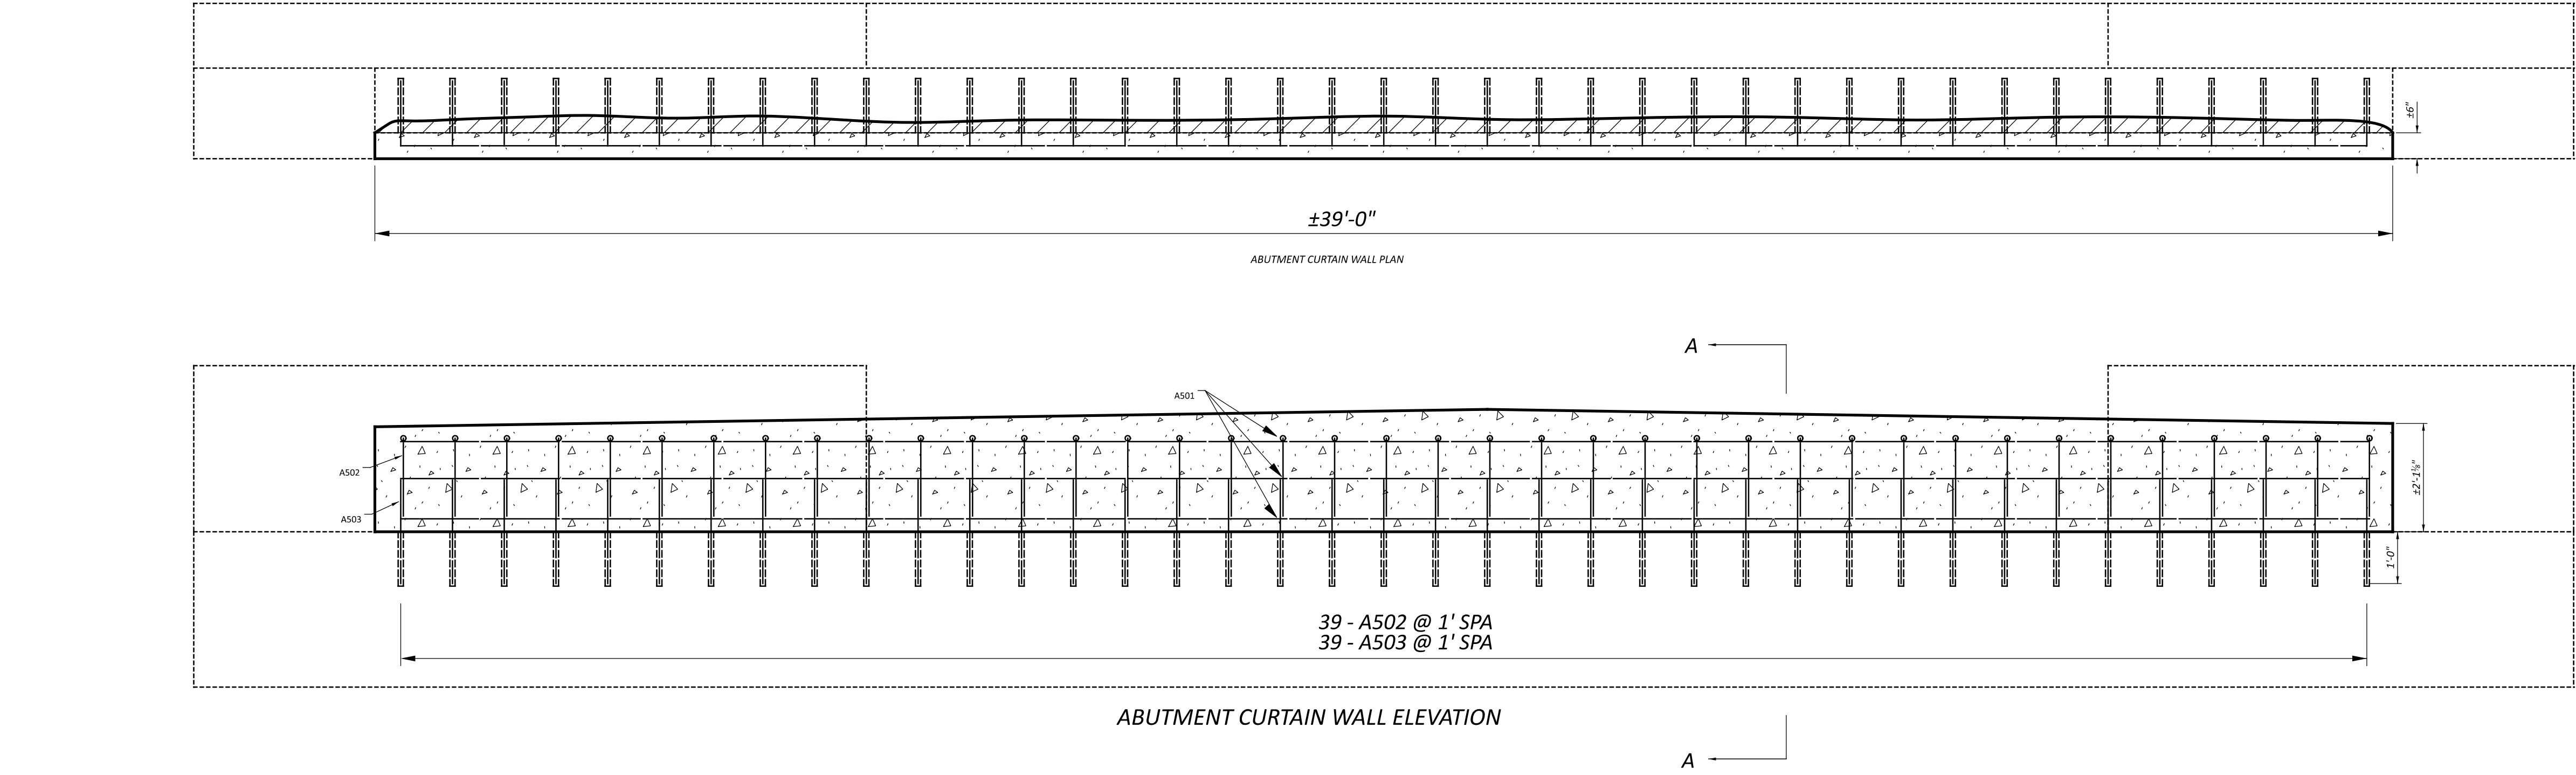 ±6"
±39'-0"
ABUTMENT CURTAIN WALL PLAN
A
A501
A502
A503
±2'-1⅛"
1'-0"
39 - A502 @ 1' SPA
39 - A503 @ 1' SPA
ABUTMENT CURTAIN WALL ELEVATION
A